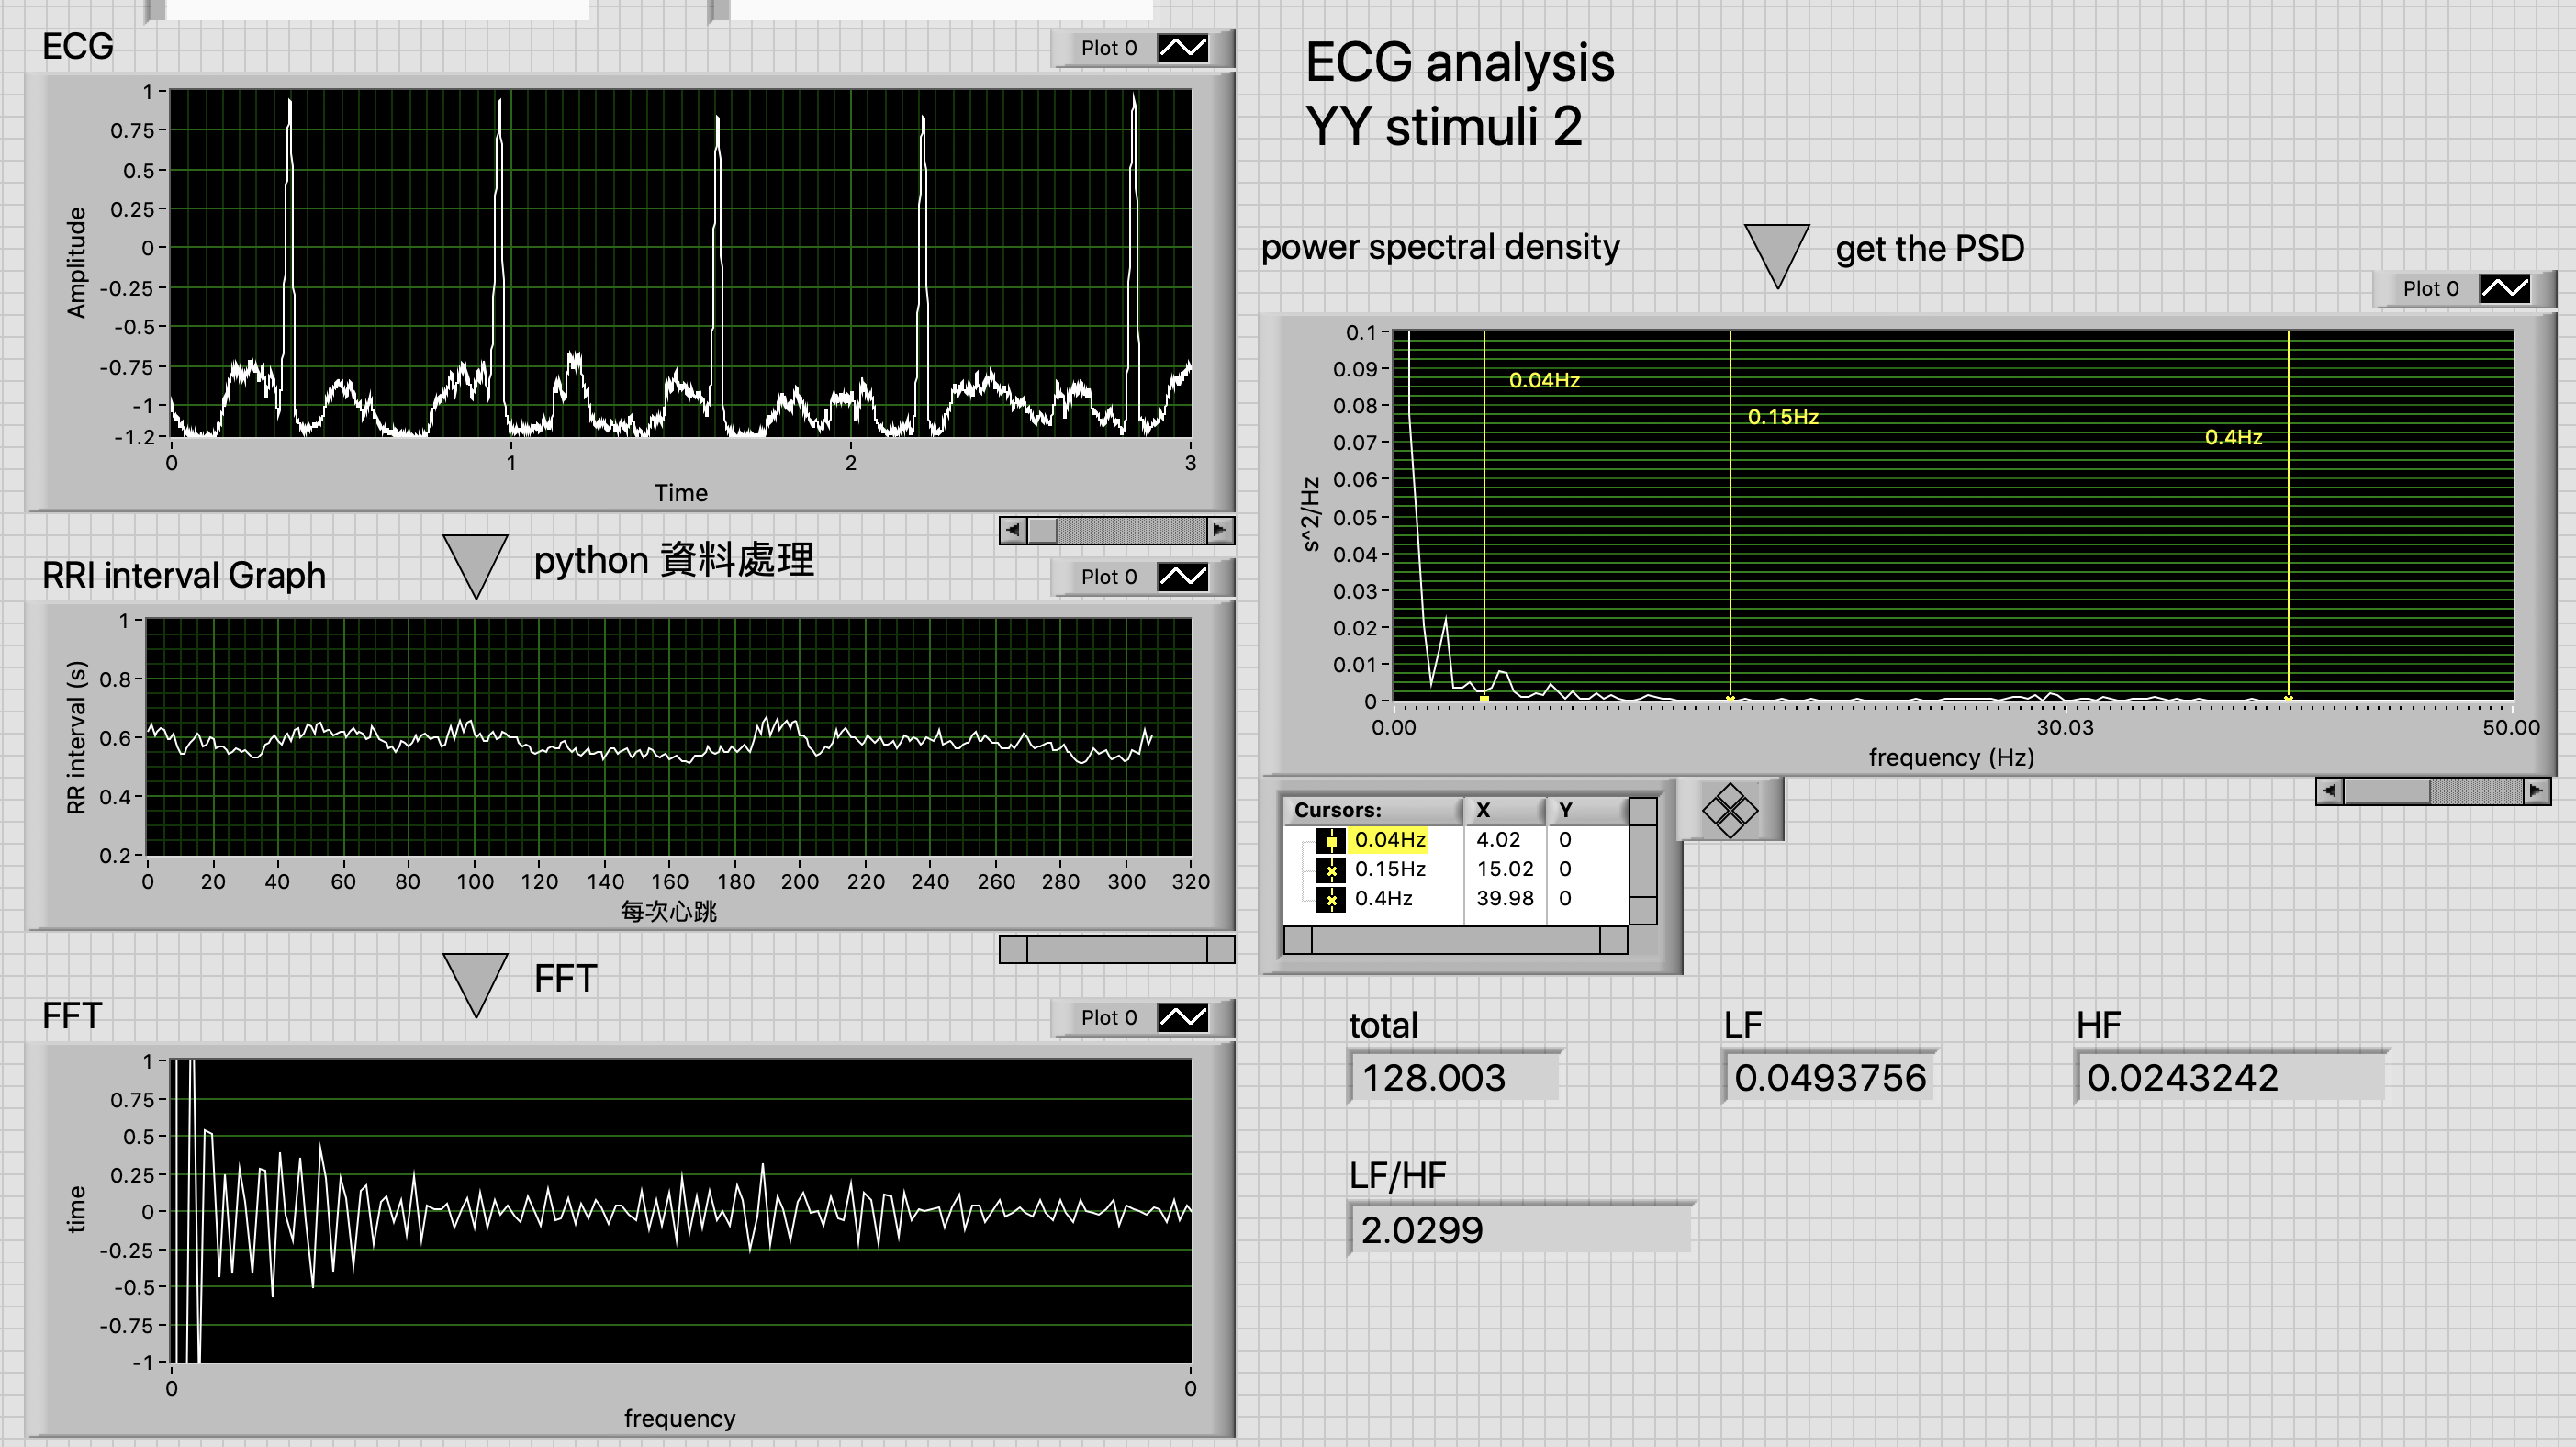 ECG
Plot 0
1
0.75
0.5
0.25
0
-0.25
-0.5
-0.75
-1
-1.2
Amplitude
0
1
2
3
Time
python 資料處理
RRI interval Graph
Plot 0
1
0.8
0.6
0.4
0.2
RR interval (s)
0 20 40 60 80 100 120 140 160 180 200 220 240 260 280 300 320
每次心跳
FFT
FFT
Plot 0
1
0.75
0.5
0.25
0
-0.25
-0.5
-0.75
-1
time
0
0
frequency
ECG analysis
YY stimuli 2
power spectral density
get the PSD
Plot 0
0.1
0.09
0.08
0.07
0.06
0.05
0.04
0.03
0.02
0.01
0
s^2/Hz
0.04Hz
0.15Hz
0.4Hz
0.00
30.03
50.00
frequency (Hz)
Cursors: X Y
0.04Hz 4.02 0
0.15Hz 15.02 0
0.4Hz 39.98 0
total
128.003
LF
0.0493756
HF
0.0243242
LF/HF
2.0299